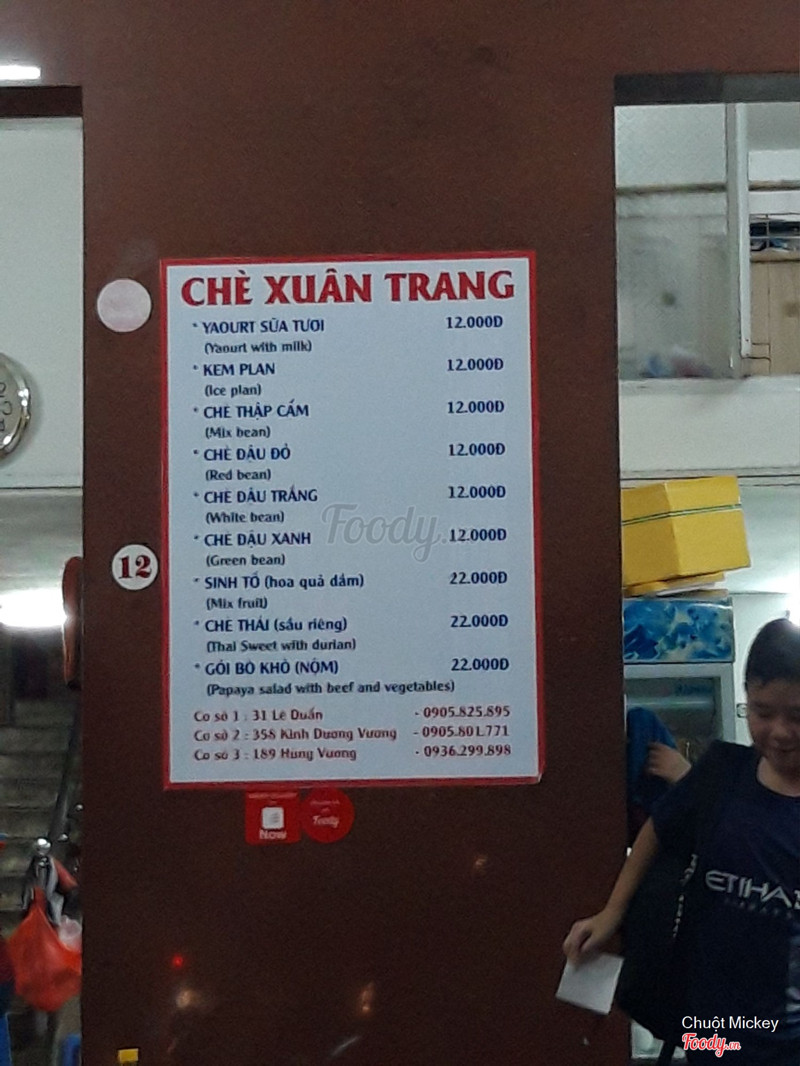 CHÈ XUÂN TRANG
* YAOURT SỮA TƯƠI 12.000Đ
(Yaourt with milk)
* KEM PLAN 12.000Đ
(Ice plan)
* CHÈ THẬP CẨM 12.000Đ
(Mix bean)
* CHÈ ĐẬU ĐỎ 12.000Đ
(Red bean)
* CHÈ ĐẬU TRẮNG 12.000Đ
(White bean)
* CHÈ ĐẬU XANH 12.000Đ
(Green bean)
* SINH TỐ (hoa quả dầm) 22.000Đ
(Mix fruit)
* CHÈ THÁI (sầu riêng) 22.000Đ
(Thai Sweet with durian)
* GỎI BÒ KHÔ (NỘM) 22.000Đ
(Papaya salad with beef and vegetables)
Cơ sở 1 : 31 Lê Duẩn - 0905.825.895
Cơ sở 2 : 358 Kinh Dương Vương - 0905.801.771
Cơ sở 3 : 189 Hùng Vương - 0936.299.898
12
Foody
Now
Foody
ETIHAD
Chuột Mickey
Foody.vn